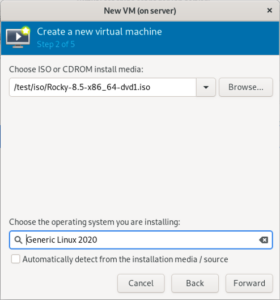 New VM (on server)
Create a new virtual machine
Step 2 of 5
Choose ISO or CDROM install media:
/test/iso/Rocky-8.5-x86_64-dvd1.iso
Browse...
Choose the operating system you are installing:
Generic Linux 2020
Automatically detect from the installation media / source
Cancel Back Forward